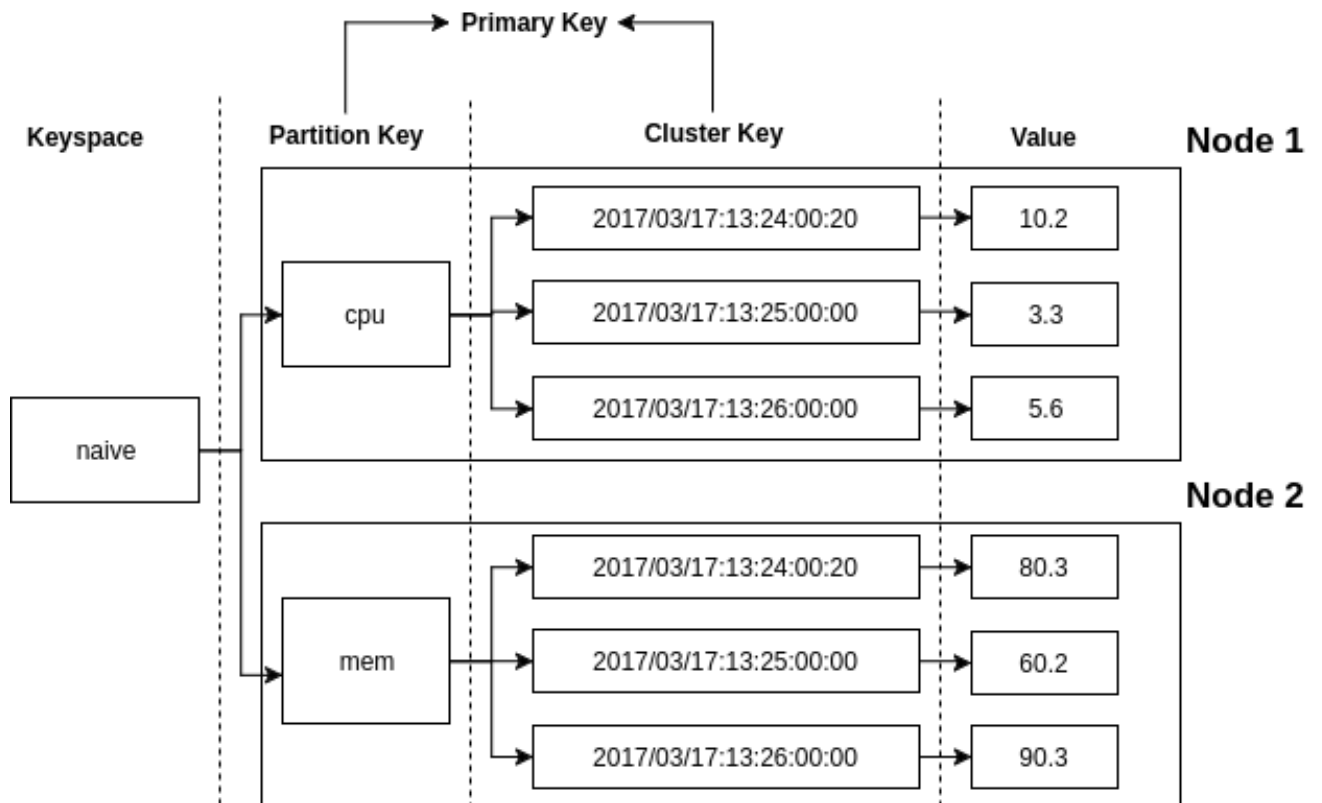 Primary Key
Keyspace
Partition Key
Cluster Key
Value
Node 1
2017/03/17:13:24:00:20
10.2
cpu
2017/03/17:13:25:00:00
3.3
2017/03/17:13:26:00:00
5.6
naive
Node 2
2017/03/17:13:24:00:20
80.3
mem
2017/03/17:13:25:00:00
60.2
2017/03/17:13:26:00:00
90.3